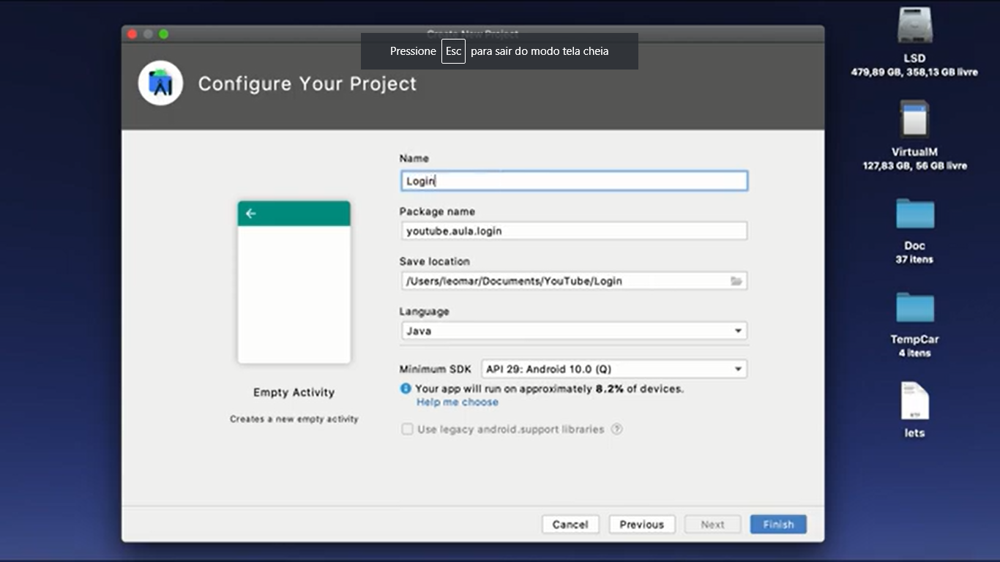 Create New Project
Pressione Esc para sair do modo tela cheia
Configure Your Project
Name
Login
Package name
youtube.aula.login
Save location
/Users/leomar/Documents/YouTube/Login
Language
Java
Minimum SDK API 29: Android 10.0 (Q)
Your app will run on approximately 8.2% of devices.
Help me choose
Use legacy android.support libraries ?
Empty Activity
Creates a new empty activity
Cancel Previous Next Finish
LSD
479,89 GB, 358,13 GB livre
VirtualM
127,83 GB, 56 GB livre
Doc
37 itens
TempCar
4 itens
RTF
lets